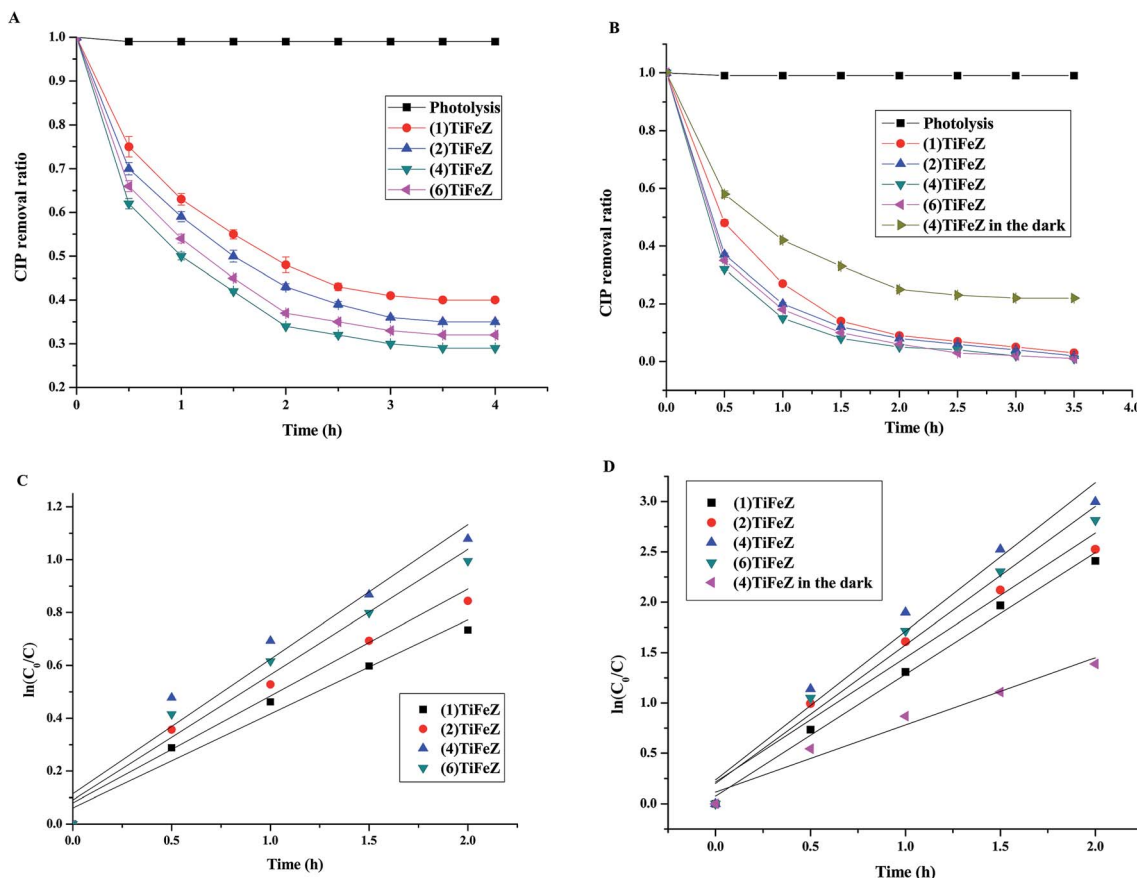 A
1.0
0.9
0.8
0.7
0.6
0.5
0.4
0.3
0.2
CIP removal ratio
Photolysis
(1)TiFeZ
(2)TiFeZ
(4)TiFeZ
(6)TiFeZ
0 1 2 3 4
Time (h)
B
1.0
0.8
0.6
0.4
0.2
0.0
CIP removal ratio
Photolysis
(1)TiFeZ
(2)TiFeZ
(4)TiFeZ
(6)TiFeZ
(4)TiFeZ in the dark
0.0 0.5 1.0 1.5 2.0 2.5 3.0 3.5 4.0
Time (h)
C
1.2
1.0
0.8
0.6
0.4
0.2
0.0
ln(C0/C)
(1)TiFeZ
(2)TiFeZ
(4)TiFeZ
(6)TiFeZ
0.0 0.5 1.0 1.5 2.0
Time (h)
D
3.0
2.5
2.0
1.5
1.0
0.5
0.0
ln(C0/C)
(1)TiFeZ
(2)TiFeZ
(4)TiFeZ
(6)TiFeZ
(4)TiFeZ in the dark
0.0 0.5 1.0 1.5 2.0
Time (h)